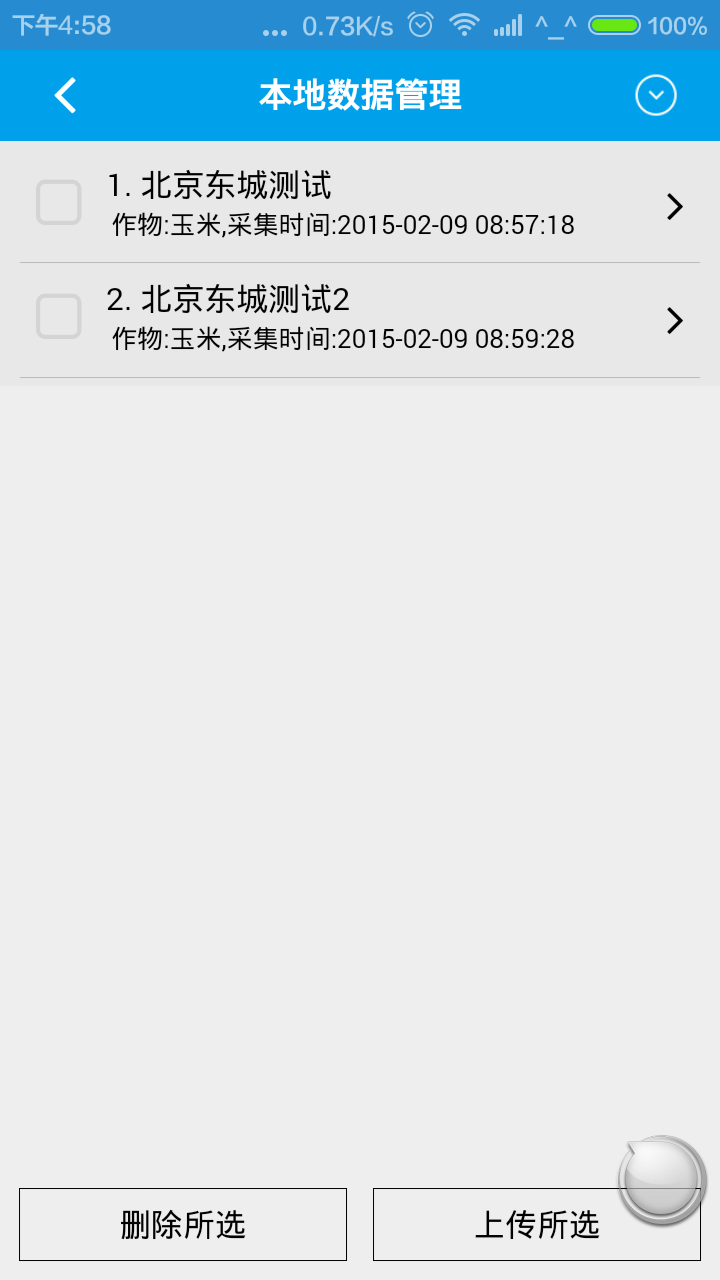 下午4:58 ... 0.73K/s ^_^ 100%
本地数据管理
1. 北京东城测试
作物:玉米,采集时间:2015-02-09 08:57:18
2. 北京东城测试2
作物:玉米,采集时间:2015-02-09 08:59:28
删除所选 上传所选